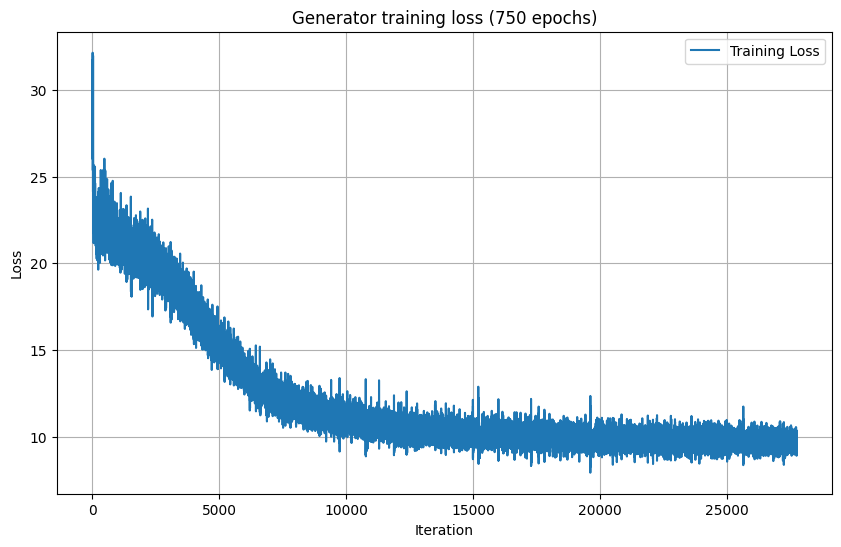 Generator training loss (750 epochs)
Training Loss
Loss
30
25
20
15
10
0 5000 10000 15000 20000 25000
Iteration